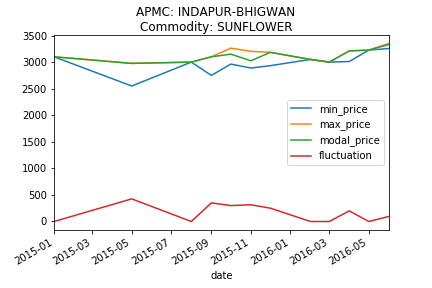 APMC: INDAPUR-BHIGWAN
Commodity: SUNFLOWER
3500
3000
2500
2000
1500
1000
500
0
min_price
max_price
modal_price
fluctuation
2015-01
2015-03
2015-05
2015-07
2015-09
2015-11
2016-01
2016-03
2016-05
date